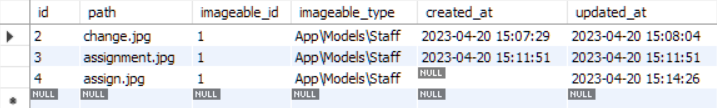 id path imageable_id imageable_type created_at updated_at
2 change.jpg 1 App\Models\Staff 2023-04-20 15:07:29 2023-04-20 15:08:04
3 assignment.jpg 1 App\Models\Staff 2023-04-20 15:11:51 2023-04-20 15:11:51
4 assign.jpg 1 App\Models\Staff NULL 2023-04-20 15:14:26
NULL NULL NULL NULL NULL NULL